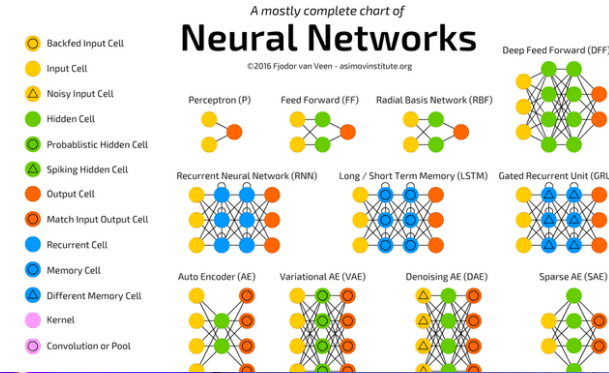 A mostly complete chart of
Neural Networks
©2016 Fjodor van Veen - asimovinstitute.org
Backfed Input Cell
Input Cell
Noisy Input Cell
Hidden Cell
Probablistic Hidden Cell
Spiking Hidden Cell
Output Cell
Match Input Output Cell
Recurrent Cell
Memory Cell
Different Memory Cell
Kernel
Convolution or Pool
Perceptron (P)
Feed Forward (FF)
Radial Basis Network (RBF)
Deep Feed Forward (DFF)
Recurrent Neural Network (RNN)
Long / Short Term Memory (LSTM)
Gated Recurrent Unit (GRU
Auto Encoder (AE)
Variational AE (VAE)
Denoising AE (DAE)
Sparse AE (SAE)